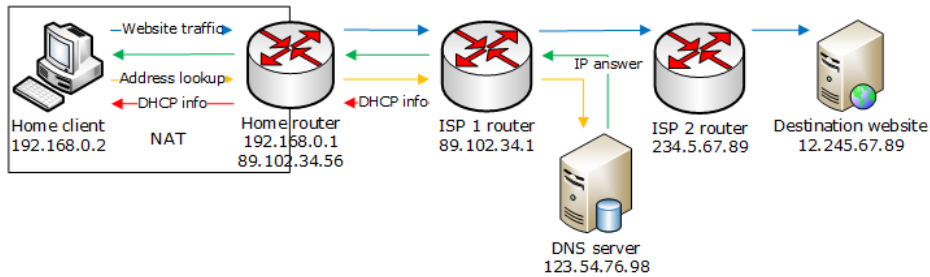 Website traffic
Address lookup
DHCP info
Home client
192.168.0.2
NAT
Home router
192.168.0.1
89.102.34.56
DHCP info
ISP 1 router
89.102.34.1
IP answer
DNS server
123.54.76.98
ISP 2 router
234.5.67.89
Destination website
12.245.67.89